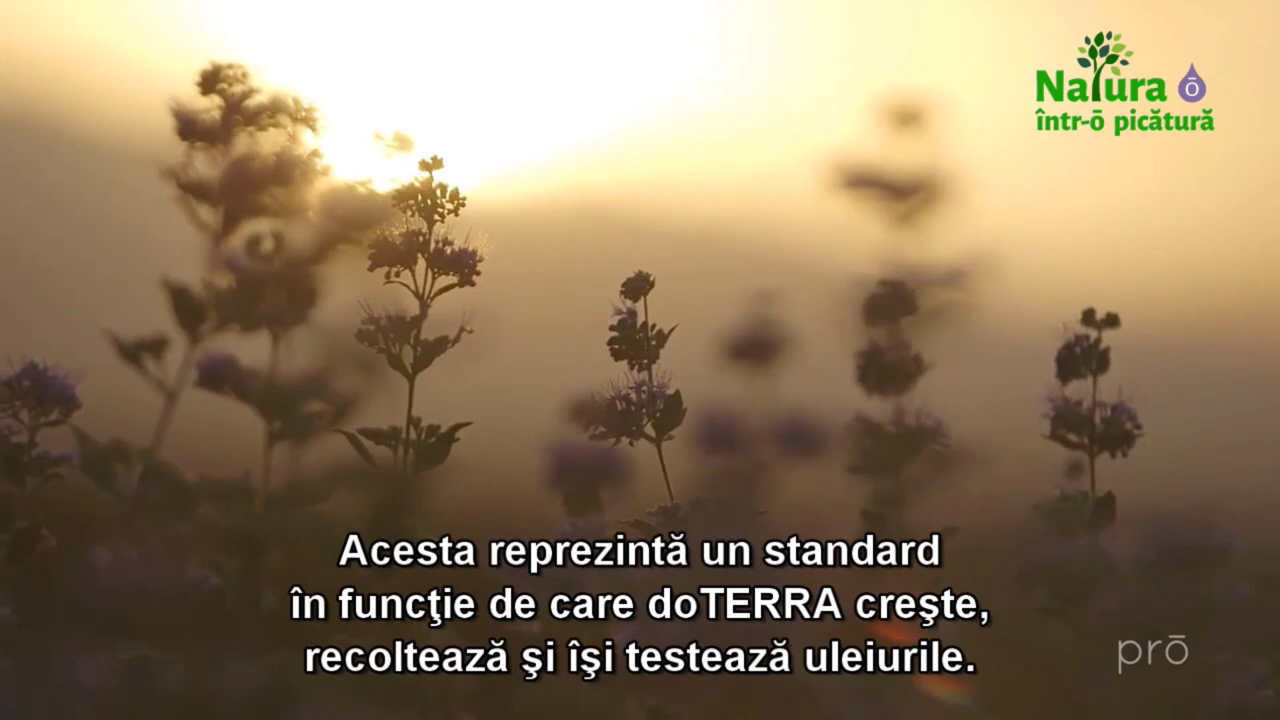 Natura ō
într-ō picătură
Acesta reprezintă un standard
în funcţie de care doTERRA creşte,
recoltează şi îşi testează uleiurile.
prō